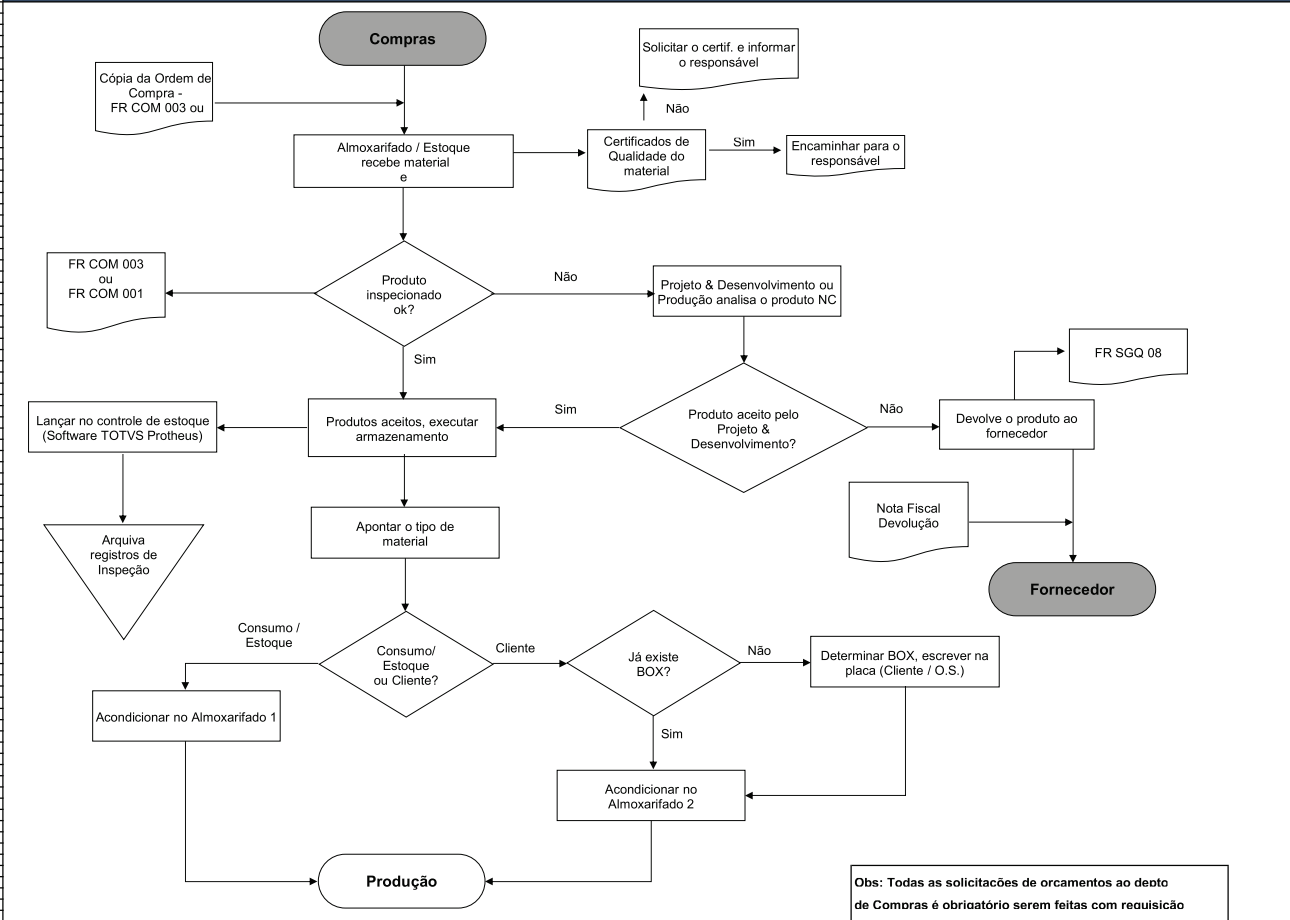 Compras
Solicitar o certif. e informar
o responsável
Cópia da Ordem de
Compra -
FR COM 003 ou
Não
Almoxarifado / Estoque
recebe material
e
Certificados de
Qualidade do
material
Sim
Encaminhar para o
responsável
FR COM 003
ou
FR COM 001
Produto
inspecionado
ok?
Não
Projeto & Desenvolvimento ou
Produção analisa o produto NC
Sim
FR SGQ 08
Lançar no controle de estoque
(Software TOTVS Protheus)
Produtos aceitos, executar
armazenamento
Sim
Produto aceito pelo
Projeto &
Desenvolvimento?
Não
Devolve o produto ao
fornecedor
Nota Fiscal
Devolução
Apontar o tipo de
material
Arquiva
registros de
Inspeção
Fornecedor
Consumo /
Estoque
Consumo/
Estoque
ou Cliente?
Cliente
Já existe
BOX?
Não
Determinar BOX, escrever na
placa (Cliente / O.S.)
Acondicionar no Almoxarifado 1
Sim
Acondicionar no
Almoxarifado 2
Produção
Obs: Todas as solicitações de orçamentos ao depto
de Compras é obrigatório serem feitas com requisição